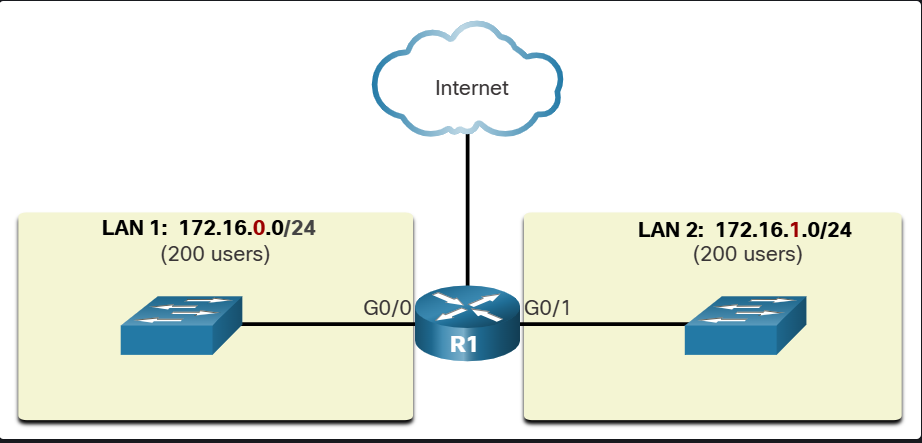 Internet
LAN 1: 172.16.0.0/24
(200 users)
LAN 2: 172.16.1.0/24
(200 users)
G0/0
G0/1
R1